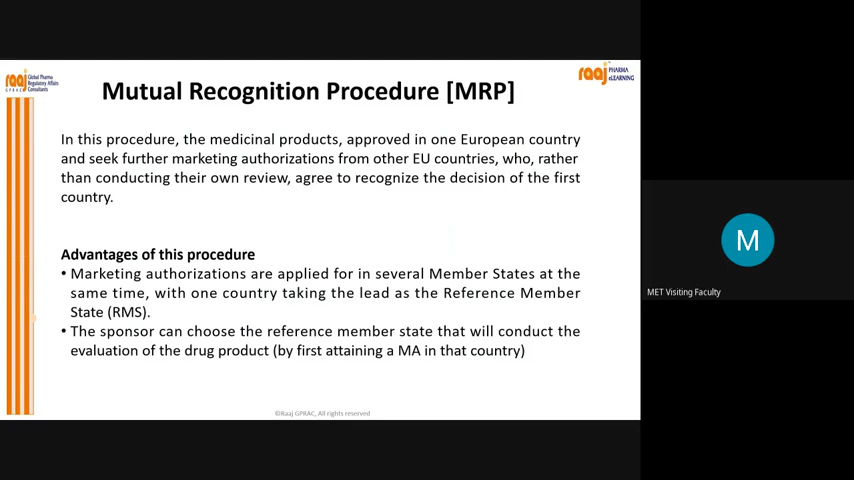 raaj
Global Pharma
Regulatory Affairs
Consultants
GPRAC
raaj PHARMA
eLEARNING
Mutual Recognition Procedure [MRP]
In this procedure, the medicinal products, approved in one European country
and seek further marketing authorizations from other EU countries, who, rather
than conducting their own review, agree to recognize the decision of the first
country.
Advantages of this procedure
• Marketing authorizations are applied for in several Member States at the
same time, with one country taking the lead as the Reference Member
State (RMS).
• The sponsor can choose the reference member state that will conduct the
evaluation of the drug product (by first attaining a MA in that country)
©Raaj GPRAC, All rights reserved
M
MET Visiting Faculty